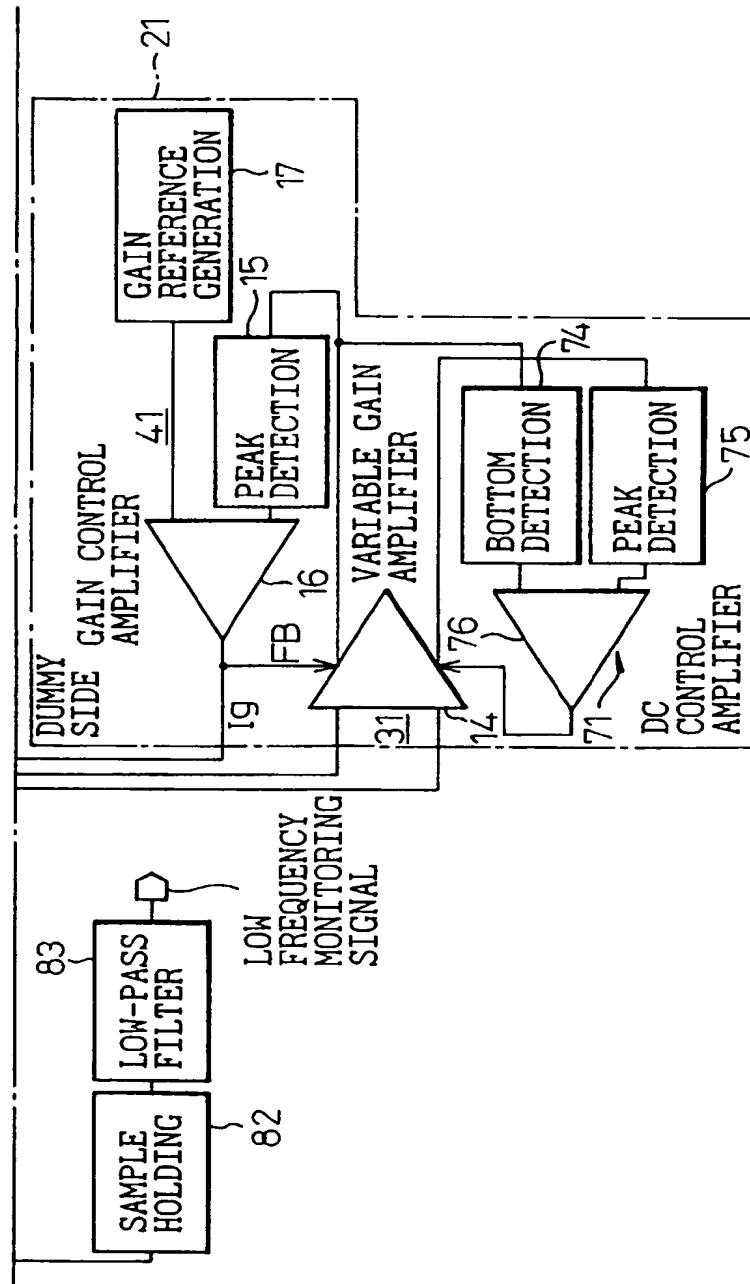 21
DUMMY
SIDE
GAIN CONTROL
AMPLIFIER
41
GAIN
REFERENCE
GENERATION
17
Ig
16
PEAK
DETECTION
15
FB
VARIABLE GAIN
AMPLIFIER
31
14
76
BOTTOM
DETECTION
74
PEAK
DETECTION
75
71
DC
CONTROL
AMPLIFIER
SAMPLE
HOLDING
82
LOW-PASS
FILTER
83
LOW
FREQUENCY
MONITORING
SIGNAL